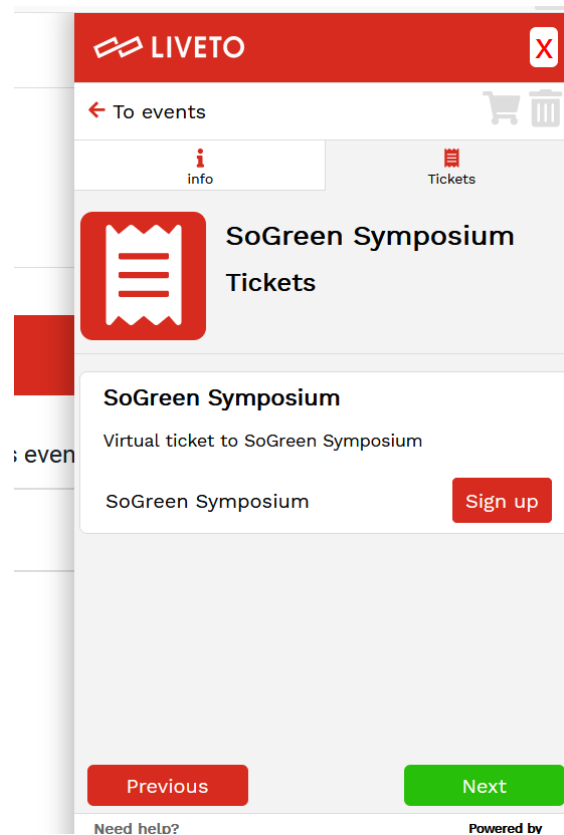 LIVETO
X
To events
info
Tickets
SoGreen Symposium
Tickets
SoGreen Symposium
Virtual ticket to SoGreen Symposium
SoGreen Symposium
Sign up
s even
Previous
Next
Need help?
Powered by